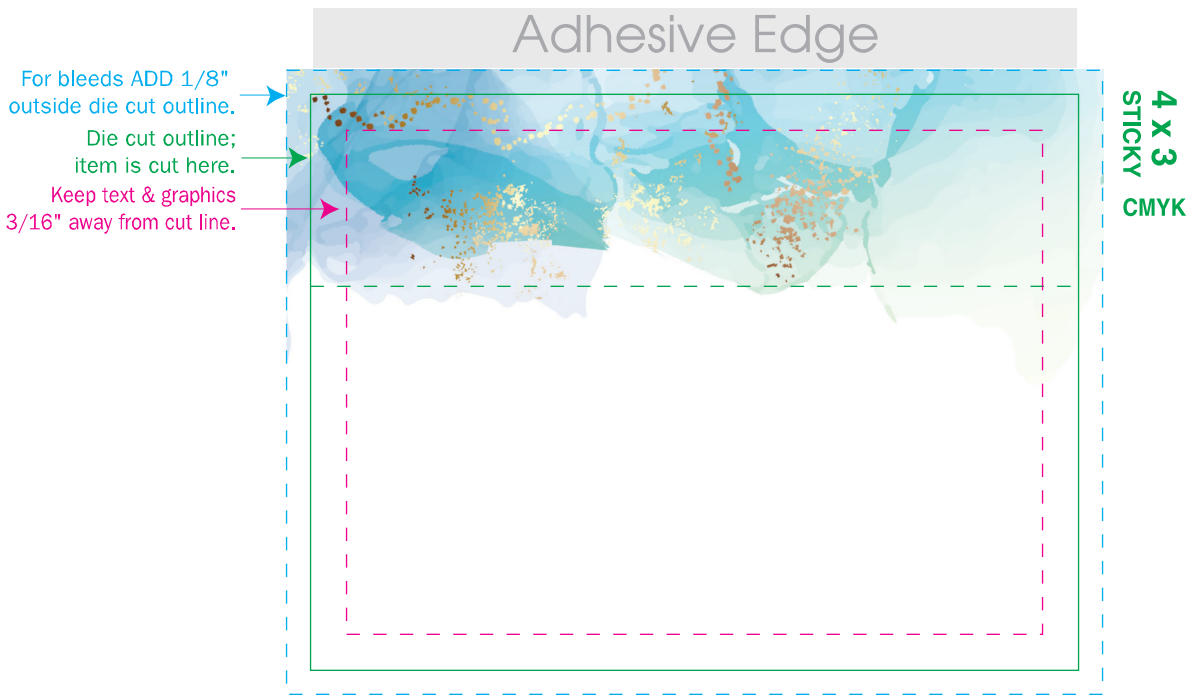 Adhesive Edge
For bleeds ADD 1/8"
outside die cut outline.
Die cut outline;
item is cut here.
Keep text & graphics
3/16" away from cut line.
4 x 3
STICKY
CMYK